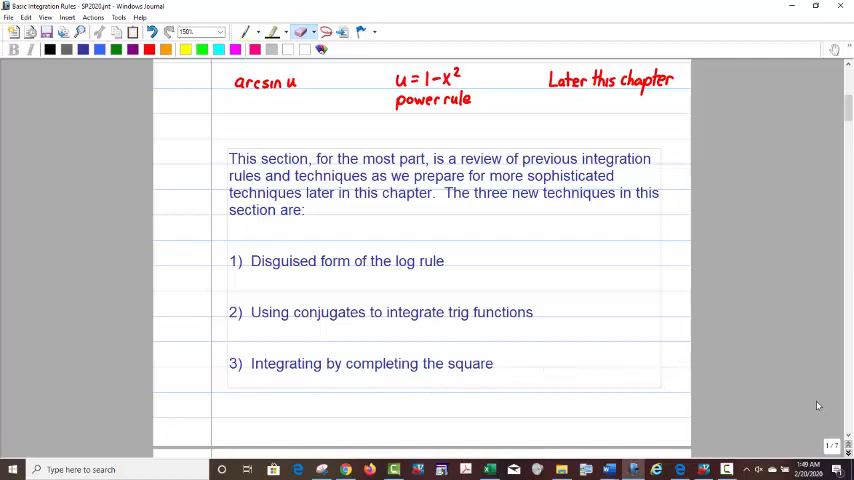 Basic Integration Rules - SP2020.jnt - Windows Journal
File Edit View Insert Actions Tools Help
150%
B I
arcsin u u = 1-x² Later this chapter
power rule
This section, for the most part, is a review of previous integration
rules and techniques as we prepare for more sophisticated
techniques later in this chapter. The three new techniques in this
section are:
1) Disguised form of the log rule
2) Using conjugates to integrate trig functions
3) Integrating by completing the square
1 / 7
Type here to search
1:49 AM
2/20/2020